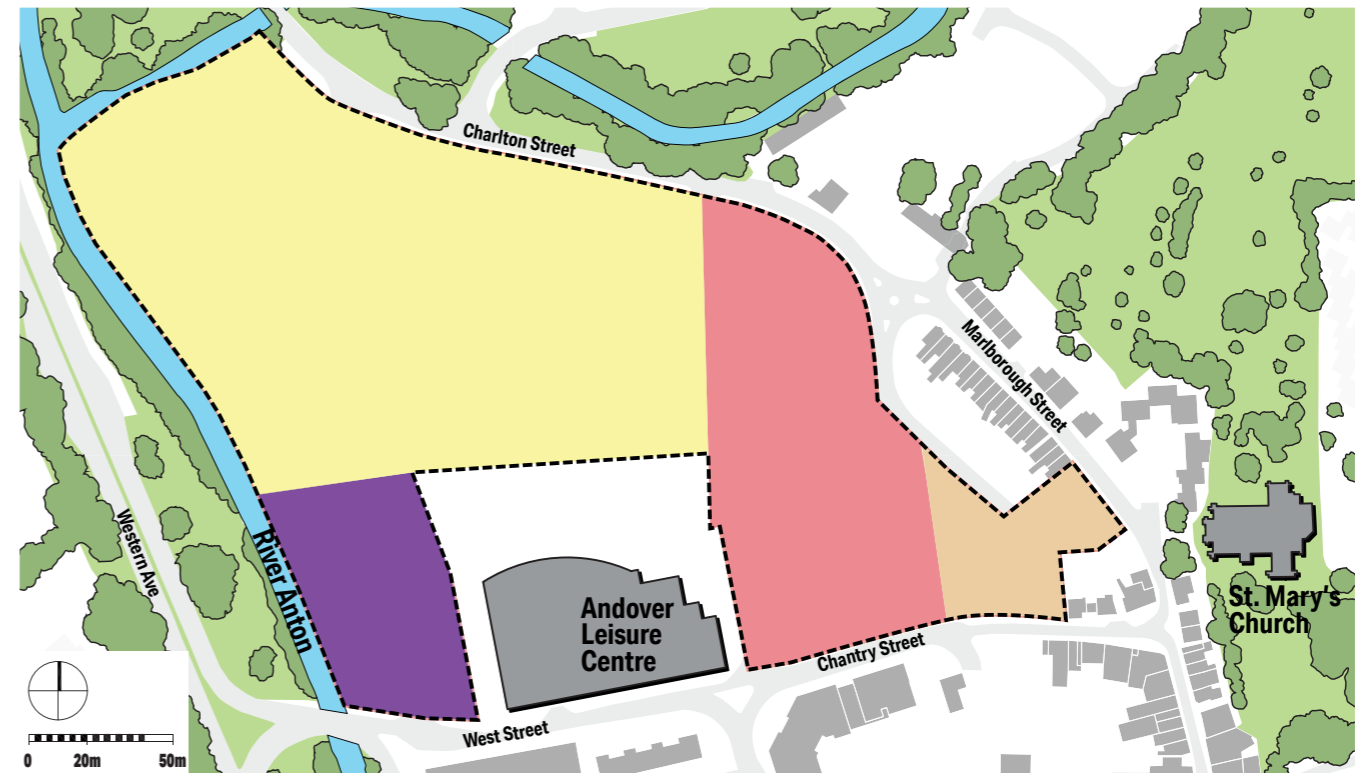 Charlton Street
Marlborough Street
Western Ave
River Anton
Andover
Leisure
Centre
St. Mary's
Church
Chantry Street
West Street
0 20m 50m